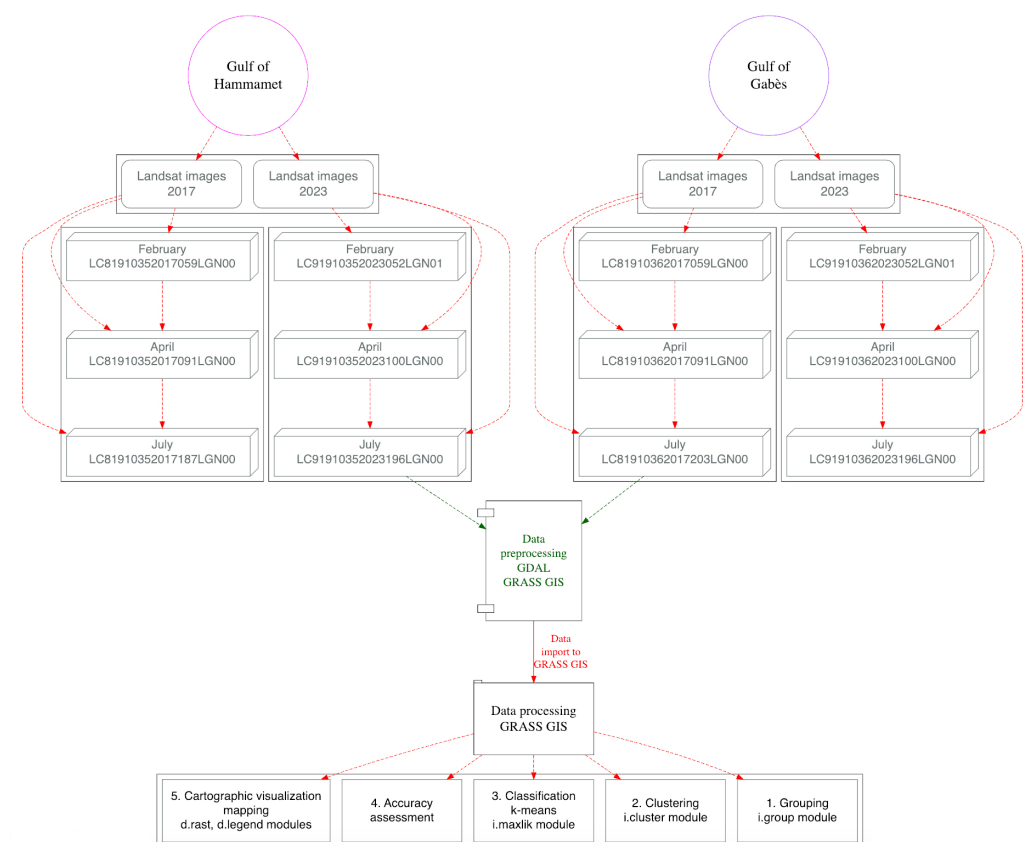 Gulf of
Hammamet
Gulf of
Gabès
Landsat images
2017
Landsat images
2023
Landsat images
2017
Landsat images
2023
February
LC81910352017059LGN00
February
LC91910352023052LGN01
February
LC81910362017059LGN00
February
LC91910362023052LGN01
April
LC81910352017091LGN00
April
LC91910352023100LGN00
April
LC81910362017091LGN00
April
LC91910362023100LGN00
July
LC81910352017187LGN00
July
LC91910352023196LGN00
July
LC81910362017203LGN00
July
LC91910362023196LGN00
Data
preprocessing
GDAL
GRASS GIS
Data
import to
GRASS GIS
Data processing
GRASS GIS
5. Cartographic visualization
mapping
d.rast, d.legend modules
4. Accuracy
assessment
3. Classification
k-means
i.maxlik module
2. Clustering
i.cluster module
1. Grouping
i.group module